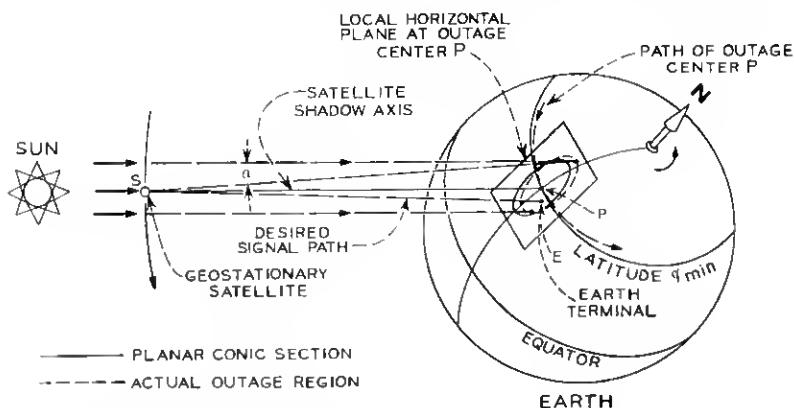 LOCAL HORIZONTAL
PLANE AT OUTAGE
CENTER P
PATH OF OUTAGE
CENTER P
SATELLITE
SHADOW AXIS
N
SUN
S
a
P
DESIRED
SIGNAL PATH
E
GEOSTATIONARY
SATELLITE
LATITUDE φ min
EARTH
TERMINAL
EQUATOR
PLANAR CONIC SECTION
ACTUAL OUTAGE REGION
EARTH